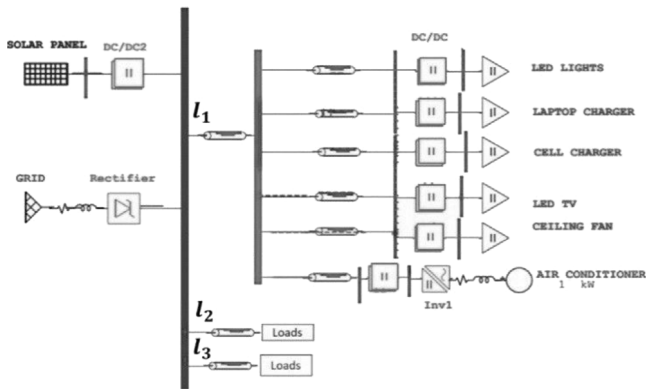 SOLAR PANEL
DC/DC2
DC/DC
LED LIGHTS
l1
LAPTOP CHARGER
CELL CHARGER
GRID
Rectifier
LED TV
CEILING FAN
AIR CONDITIONER
1 kW
Inv1
l2
Loads
l3
Loads